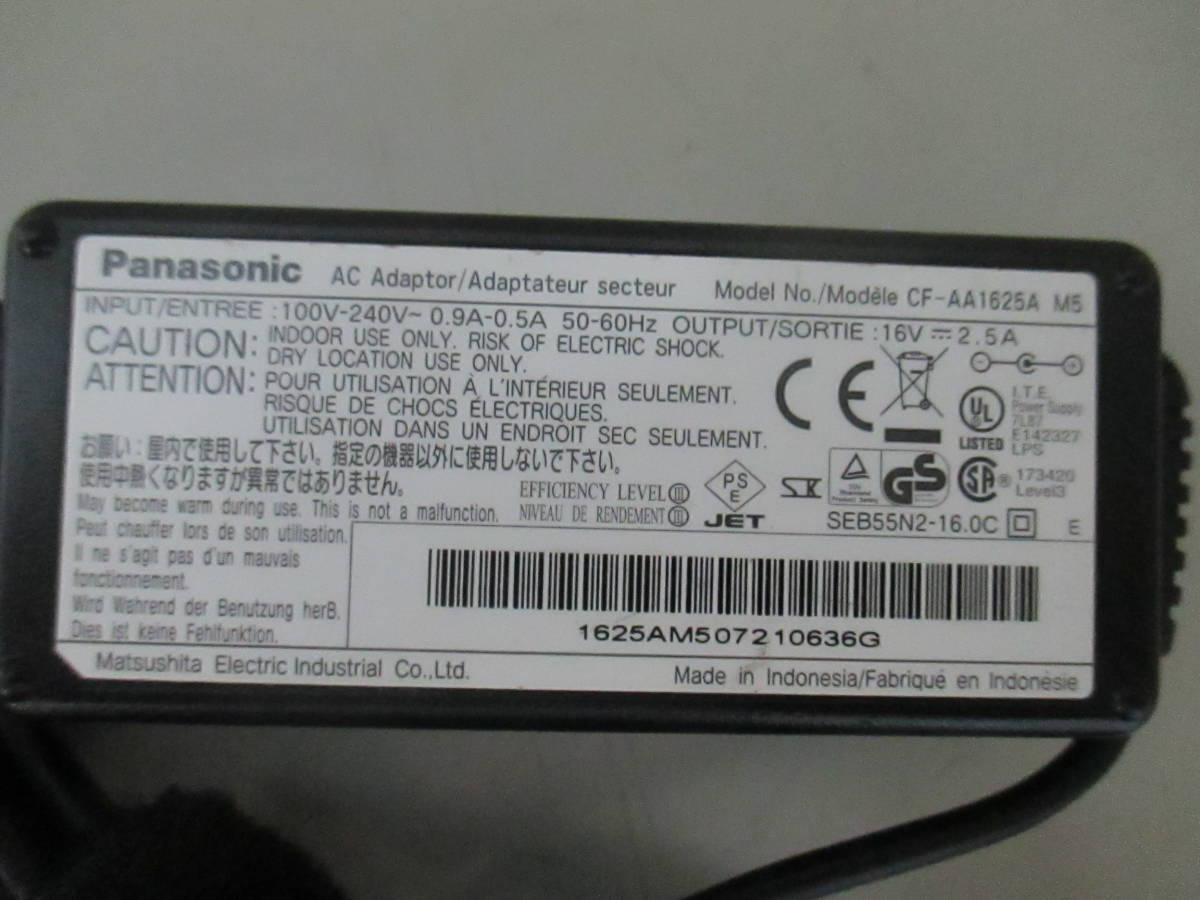 Panasonic AC Adaptor/Adaptateur secteur Model No./Modèle CF-AA1625A M5
INPUT/ENTREE :100V-240V~ 0.9A-0.5A 50-60Hz OUTPUT/SORTIE :16V⎓2.5A
CAUTION: INDOOR USE ONLY. RISK OF ELECTRIC SHOCK.
DRY LOCATION USE ONLY.
ATTENTION: POUR UTILISATION À L'INTÉRIEUR SEULEMENT.
RISQUE DE CHOCS ÉLECTRIQUES.
UTILISATION DANS UN ENDROIT SEC SEULEMENT.
CE
UL
LISTED
I.T.E.
Power Supply
7L87
E142327
LPS
お願い:屋内で使用して下さい。指定の機器以外に使用しないで下さい。
使用中熱くなりますが異常ではありません。
May become warm during use. This is not a malfunction.
Peut chauffer lors de son utilisation.
Il ne s'agit pas d'un mauvais
fonctionnement.
Wird Wahrend der Benutzung herB.
Dies ist keine Fehlfunktion.
EFFICIENCY LEVEL III
NIVEAU DE RENDEMENT III
PS
E
JET
TÜV
Rheinland
Product Safety
GS
SA® 173420
Level3
SEB55N2-16.0C E
1625AM507210636G
Matsushita Electric Industrial Co.,Ltd. Made in Indonesia/Fabriqué en Indonésie